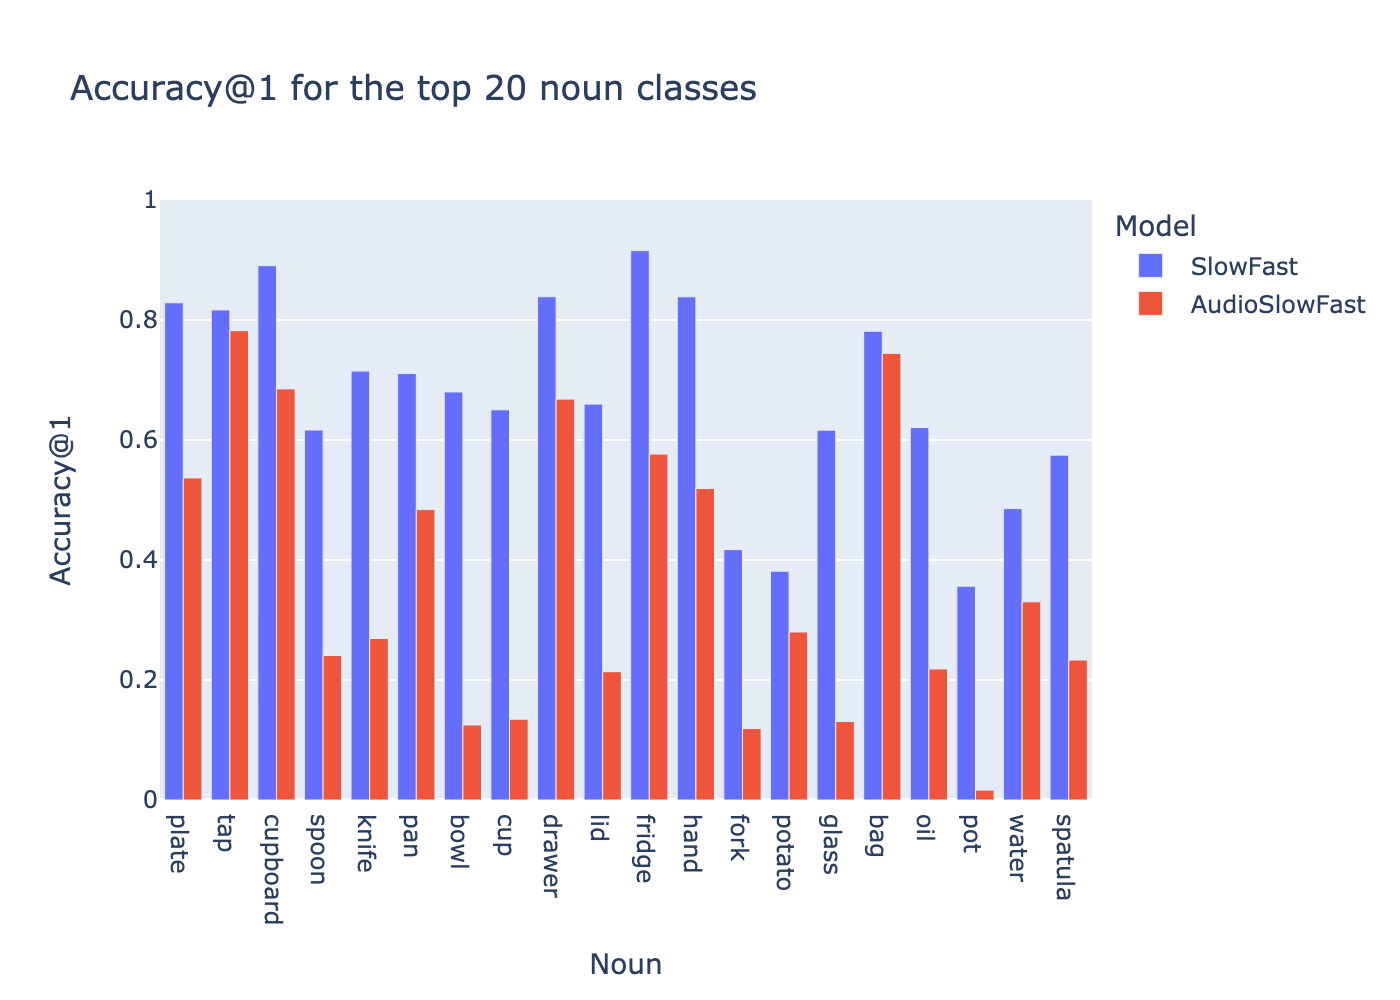 Accuracy@1 for the top 20 noun classes
Model
SlowFast
AudioSlowFast
Accuracy@1
1
0.8
0.6
0.4
0.2
0
plate
tap
cupboard
spoon
knife
pan
bowl
cup
drawer
lid
fridge
hand
fork
potato
glass
bag
oil
pot
water
spatula
Noun